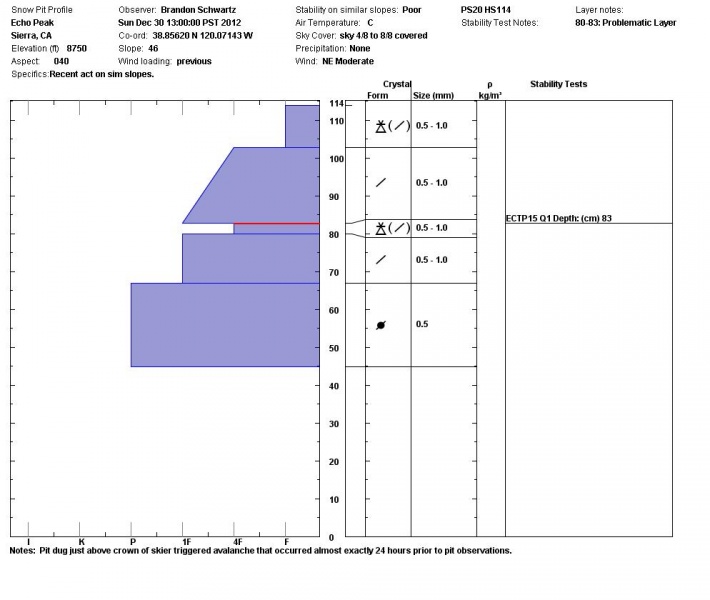 Snow Pit Profile Observer: Brandon Schwartz Stability on similar slopes: Poor PS20 HS114 Layer notes:
Echo Peak Sun Dec 30 13:00:00 PST 2012 Air Temperature: C Stability Test Notes: 80-83: Problematic Layer
Sierra, CA Co-ord: 38.85620 N 120.07143 W Sky Cover: sky 4/8 to 8/8 covered
Elevation (ft) 8750 Slope: 46 Precipitation: None
Aspect: 040 Wind loading: previous Wind: NE Moderate
Specifics:Recent act on sim slopes.
Crystal ρ Stability Tests
Form Size (mm) kg/m³
114
110 ( / ) 0.5 - 1.0
100
90 / 0.5 - 1.0
ECTP15 Q1 Depth: (cm) 83
80 ( / ) 0.5 - 1.0
70 / 0.5 - 1.0
60
50 0.5
40
30
20
10
0
I K P 1F 4F F
Notes: Pit dug just above crown of skier triggered avalanche that occurred almost exactly 24 hours prior to pit observations.